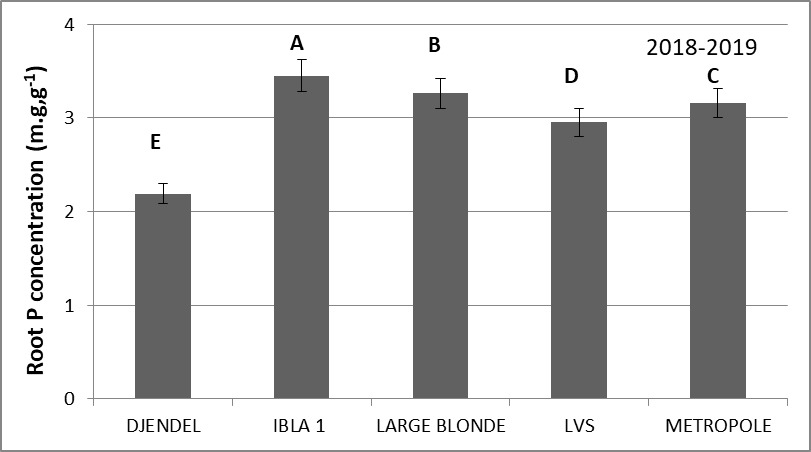 Root P concentration (m.g,g-1)
4
3
2
1
0
2018-2019
E
A
B
D
C
DJENDEL
IBLA 1
LARGE BLONDE
LVS
METROPOLE